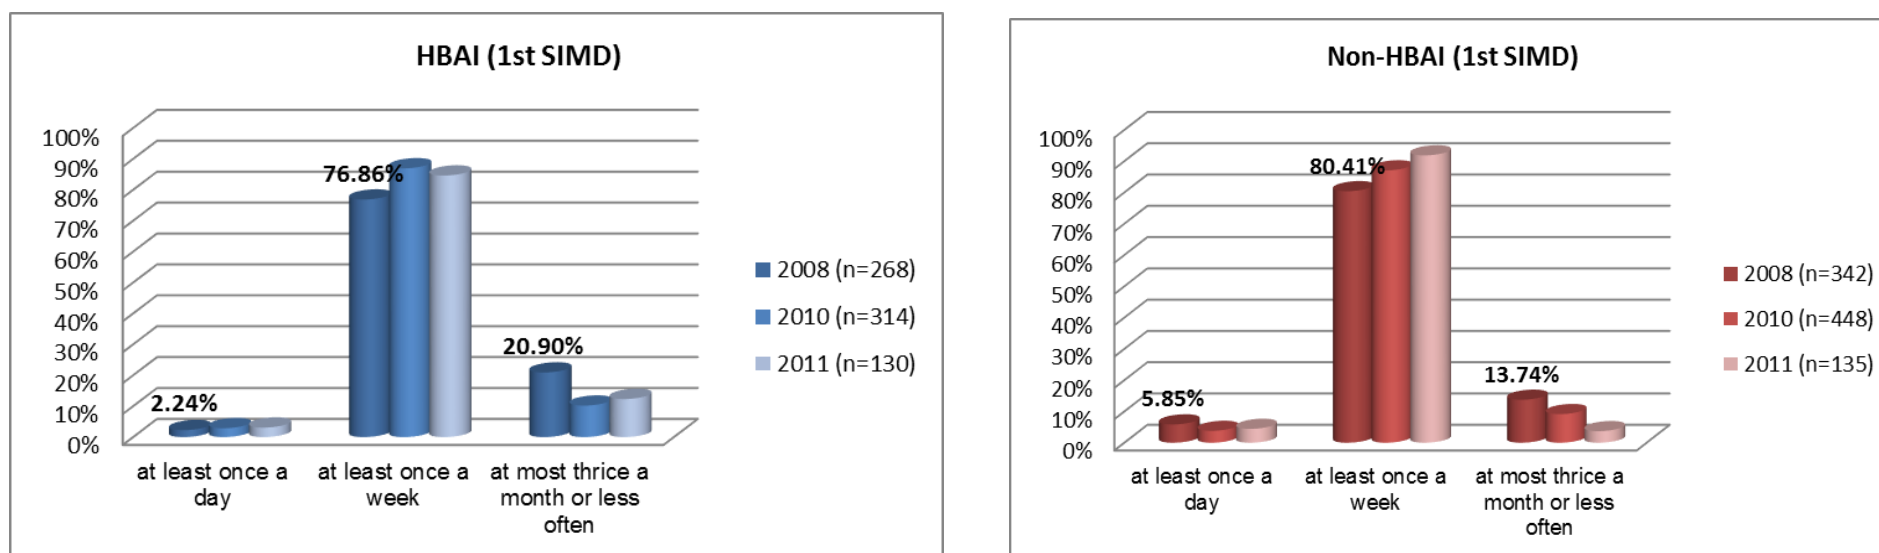 HBAI (1st SIMD)
100%
90%
80%
70%
60%
50%
40%
30%
20%
10%
0%
2.24%
76.86%
20.90%
at least once a
day
at least once a
week
at most thrice a
month or less
often
2008 (n=268)
2010 (n=314)
2011 (n=130)
Non-HBAI (1st SIMD)
100%
90%
80%
70%
60%
50%
40%
30%
20%
10%
0%
5.85%
80.41%
13.74%
at least once a
day
at least once a
week
at most thrice a
month or less
often
2008 (n=342)
2010 (n=448)
2011 (n=135)